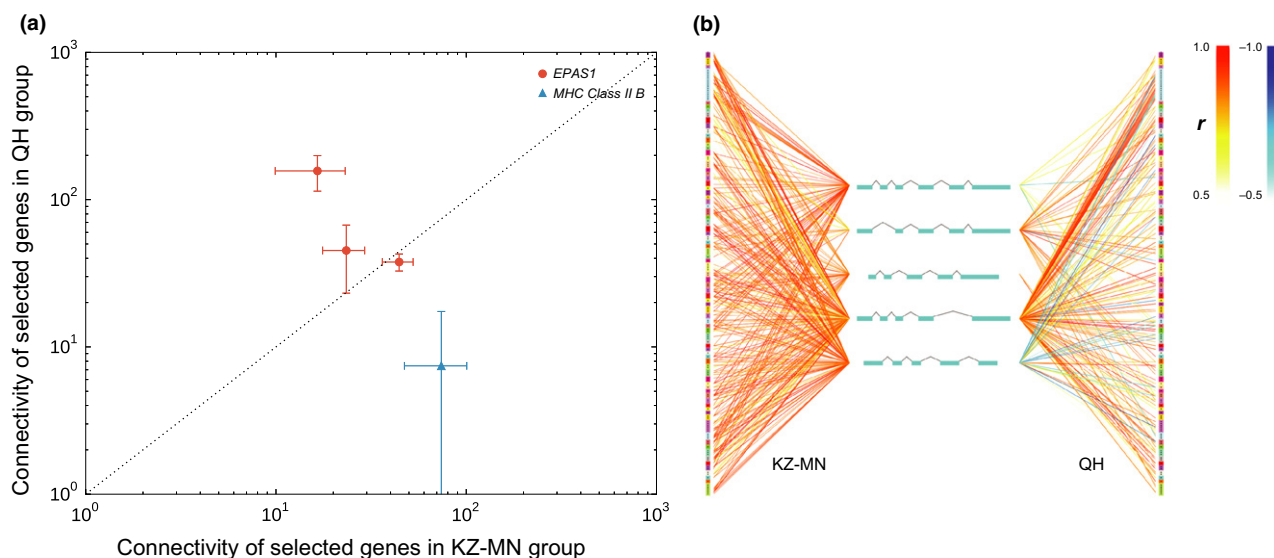 (a)
Connectivity of selected genes in QH group
10³
10²
10¹
10⁰
10⁰
10¹
10²
10³
Connectivity of selected genes in KZ-MN group
EPAS1
MHC Class II B
(b)
KZ-MN
QH
1.0
r
0.5
−1.0
−0.5